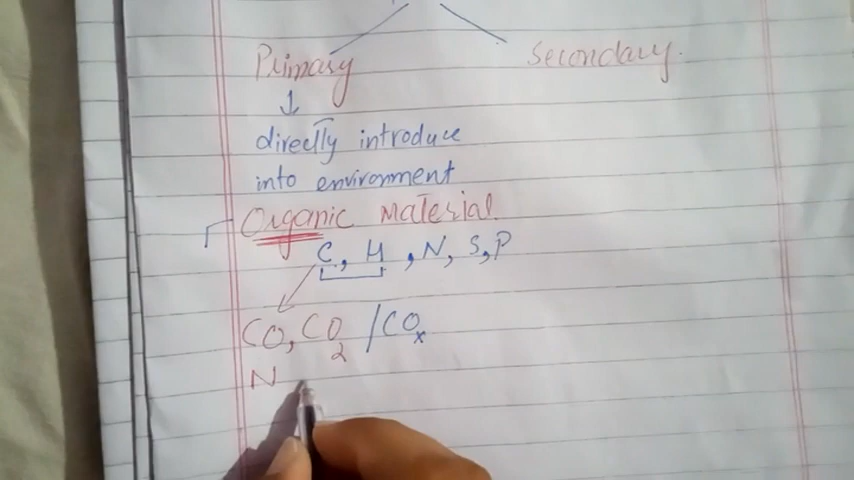 Primary Secondary.
↓
directly introduce
into environment
Organic Material
C, H, N, S, P
CO, CO₂ / COₓ
N